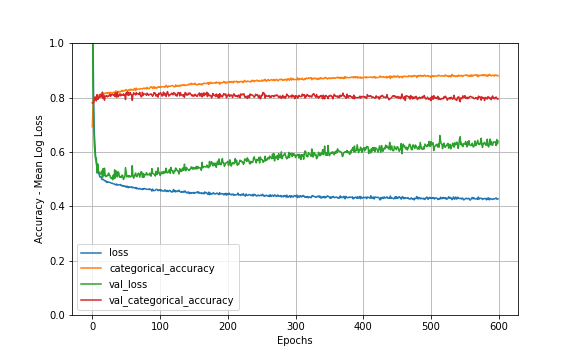 1.0
0.8
0.6
0.4
0.2
0.0
Accuracy - Mean Log Loss
loss
categorical_accuracy
val_loss
val_categorical_accuracy
0 100 200 300 400 500 600
Epochs